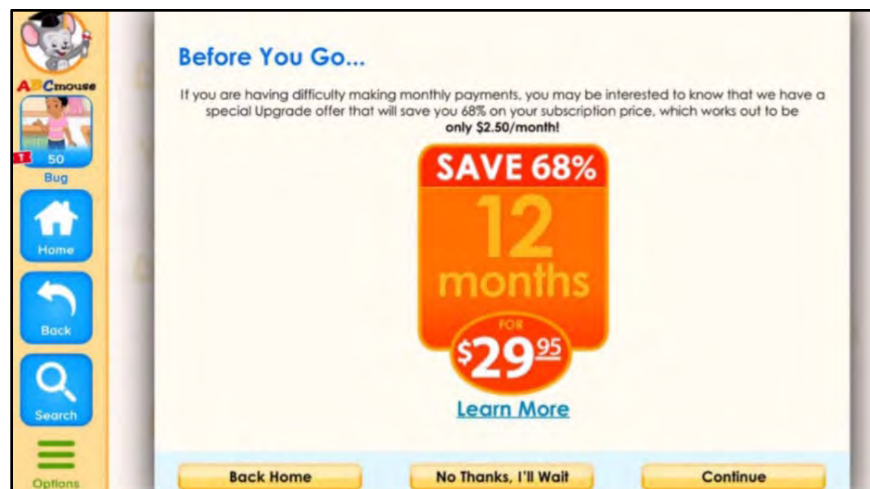 ABCmouse
50
Bug
Home
Back
Search
Options
Before You Go...
If you are having difficulty making monthly payments, you may be interested to know that we have a
special Upgrade offer that will save you 68% on your subscription price, which works out to be
only $2.50/month!
SAVE 68%
12
months
FOR
$29 95
Learn More
Back Home
No Thanks, I'll Wait
Continue